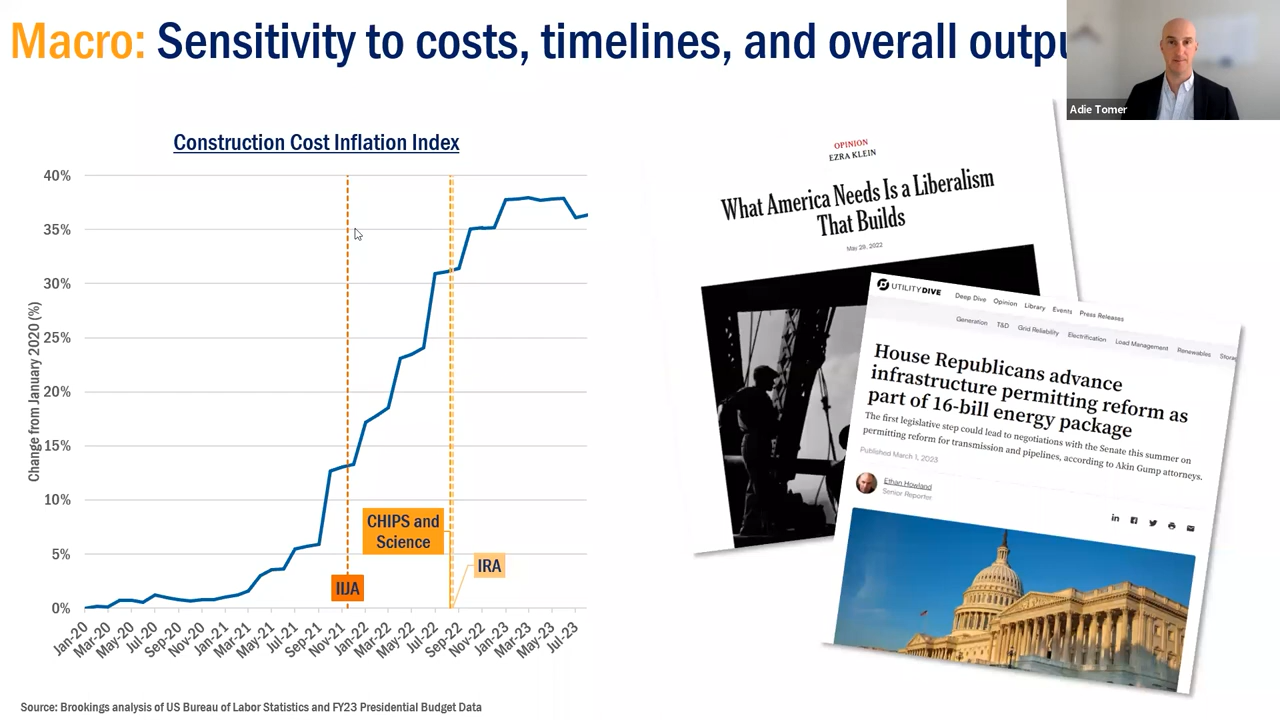 Macro: Sensitivity to costs, timelines, and overall
Adie Tomer
Construction Cost Inflation Index
Change from January 2020 (%)
40%
35%
30%
25%
20%
15%
10%
5%
0%
Jan-20
Mar-20
May-20
Jul-20
Sep-20
Nov-20
Jan-21
Mar-21
May-21
Jul-21
Sep-21
Nov-21
Jan-22
Mar-22
May-22
Jul-22
Sep-22
Nov-22
Jan-23
Mar-23
May-23
Jul-23
IIJA
CHIPS and
Science
IRA
Source: Brookings analysis of US Bureau of Labor Statistics and FY23 Presidential Budget Data
OPINION
EZRA KLEIN
What America Needs Is a Liberalism
That Builds
May 29, 2022
UTILITY DIVE
Deep Dive Opinion Library Events Press Releases
Generation T&D Grid Reliability Electrification Load Management Renewables
House Republicans advance
infrastructure permitting reform as
part of 16-bill energy package
The first legislative step could lead to negotiations with the Senate this summer on
permitting reform for transmission and pipelines, according to Akin Gump attorneys.
Published March 1, 2023
Ethan Howland
Senior Reporter